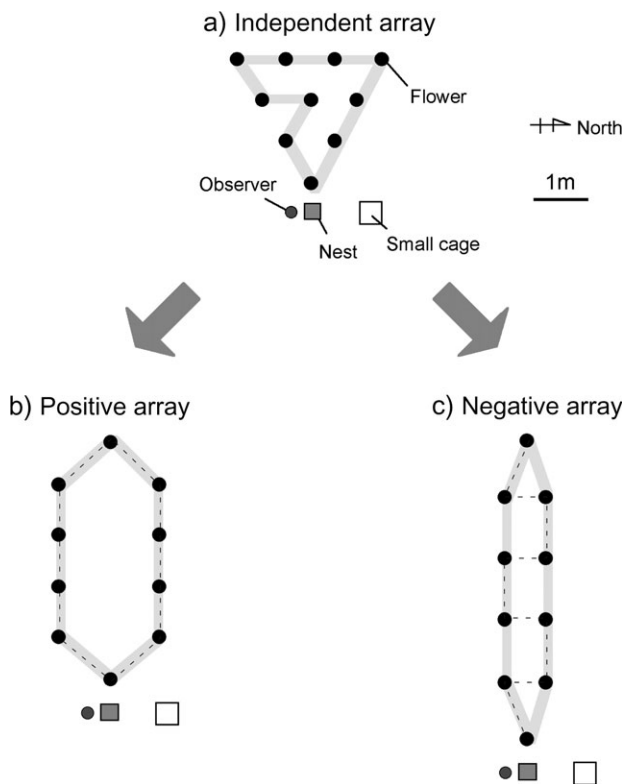 a) Independent array
Flower
North
1m
Observer
Nest
Small cage
b) Positive array
c) Negative array